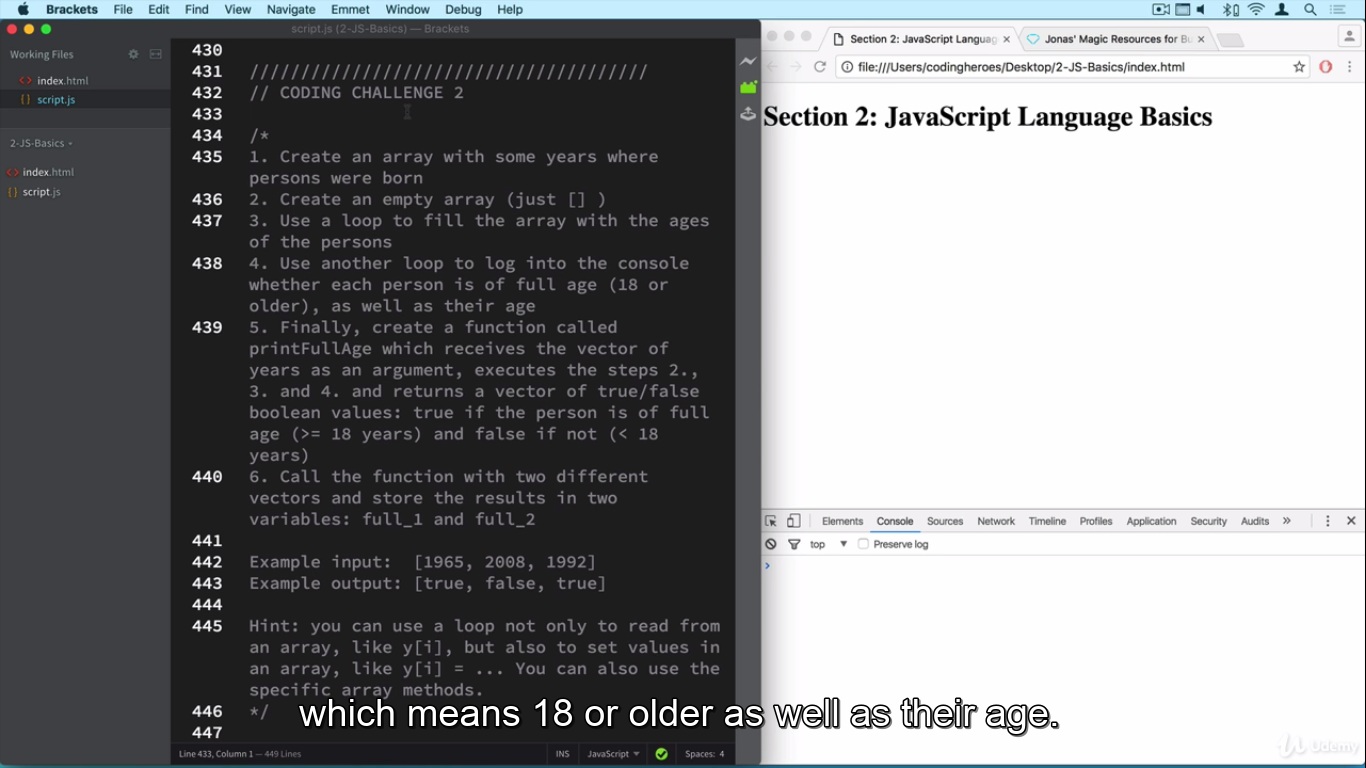 Brackets File Edit Find View Navigate Emmet Window Debug Help
script.js (2-JS-Basics) — Brackets
Working Files
<> index.html
{} script.js
2-JS-Basics
<> index.html
{} script.js
430
431 ///////////////////////////////////////
432 // CODING CHALLENGE 2
433
434 /*
435 1. Create an array with some years where
persons were born
436 2. Create an empty array (just [] )
437 3. Use a loop to fill the array with the ages
of the persons
438 4. Use another loop to log into the console
whether each person is of full age (18 or
older), as well as their age
439 5. Finally, create a function called
printFullAge which receives the vector of
years as an argument, executes the steps 2.,
3. and 4. and returns a vector of true/false
boolean values: true if the person is of full
age (>= 18 years) and false if not (< 18
years)
440 6. Call the function with two different
vectors and store the results in two
variables: full_1 and full_2
441
442 Example input:  [1965, 2008, 1992]
443 Example output: [true, false, true]
444
445 Hint: you can use a loop not only to read from
an array, like y[i], but also to set values in
an array, like y[i] = ... You can also use the
specific array methods.
446 */
447
Line 433, Column 1 — 449 Lines
INS JavaScript Spaces: 4
Section 2: JavaScript Languag
Jonas' Magic Resources for Bu
file:///Users/codingheroes/Desktop/2-JS-Basics/index.html
Section 2: JavaScript Language Basics
Elements Console Sources Network Timeline Profiles Application Security Audits »
top Preserve log
>
which means 18 or older as well as their age.
Udemy